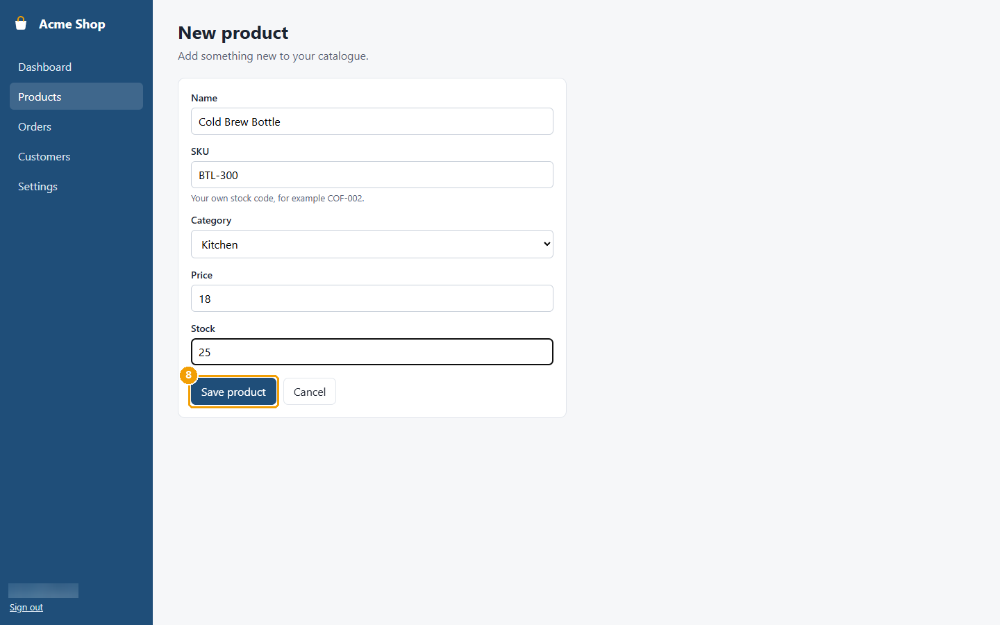 Acme Shop
Dashboard
Products
Orders
Customers
Settings
Sign out
New product
Add something new to your catalogue.
Name
Cold Brew Bottle
SKU
BTL-300
Your own stock code, for example COF-002.
Category
Kitchen
Price
18
Stock
25
8
Save product
Cancel